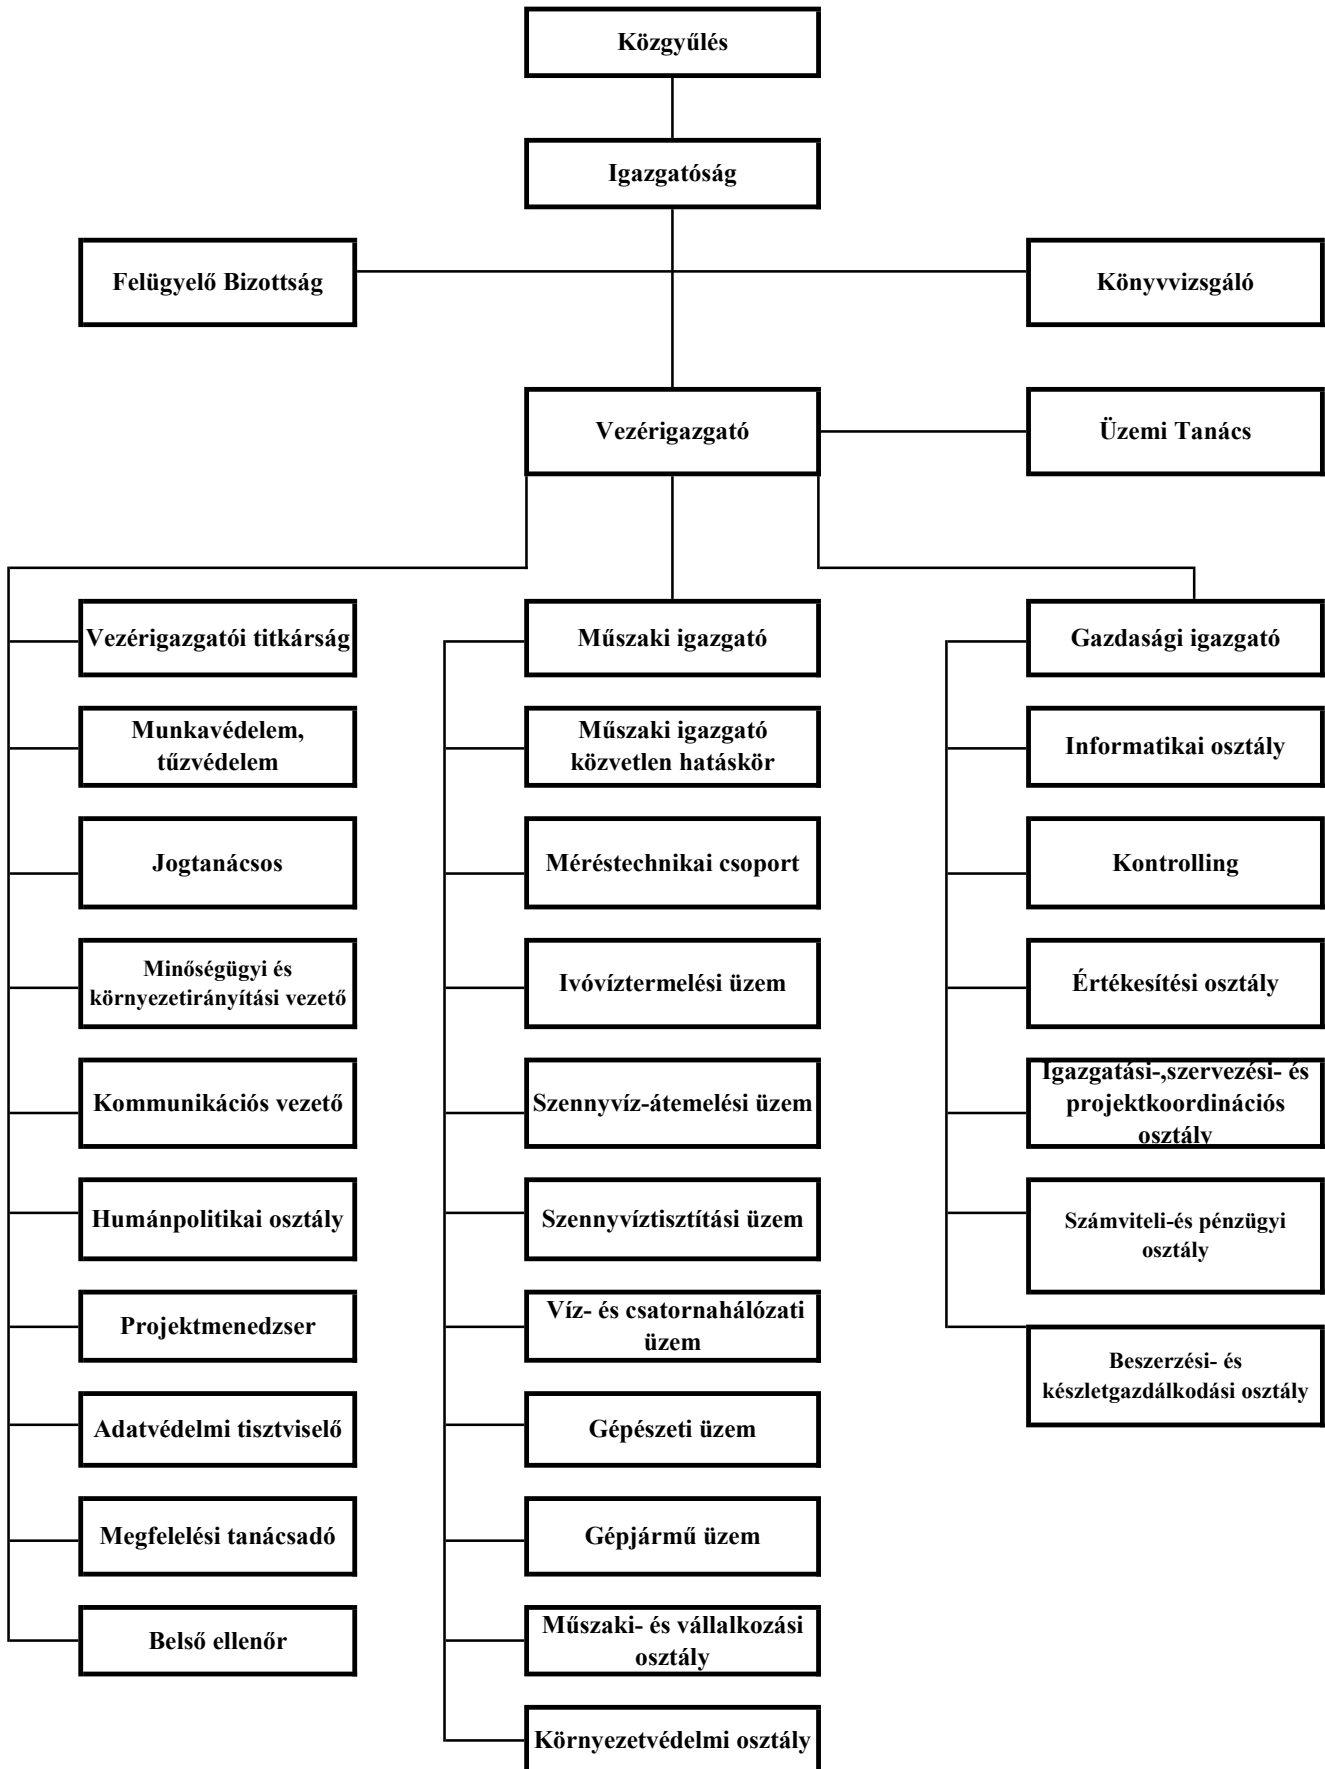 Közgyűlés
Igazgatóság
Felügyelő Bizottság
Könyvvizsgáló
Vezérigazgató
Üzemi Tanács
Vezérigazgatói titkárság
Munkavédelem,
tűzvédelem
Jogtanácsos
Minőségügyi és
környezetirányítási vezető
Kommunikációs vezető
Humánpolitikai osztály
Projektmenedzser
Adatvédelmi tisztviselő
Megfelelési tanácsadó
Belső ellenőr
Műszaki igazgató
Műszaki igazgató
közvetlen hatáskör
Méréstechnikai csoport
Ivóvíztermelési üzem
Szennyvíz-átemelési üzem
Szennyvíztisztítási üzem
Víz- és csatornahálózati
üzem
Gépészeti üzem
Gépjármű üzem
Műszaki- és vállalkozási
osztály
Környezetvédelmi osztály
Gazdasági igazgató
Informatikai osztály
Kontrolling
Értékesítési osztály
Igazgatási-,szervezési- és
projektkoordinációs
osztály
Számviteli-és pénzügyi
osztály
Beszerzési- és
készletgazdálkodási osztály